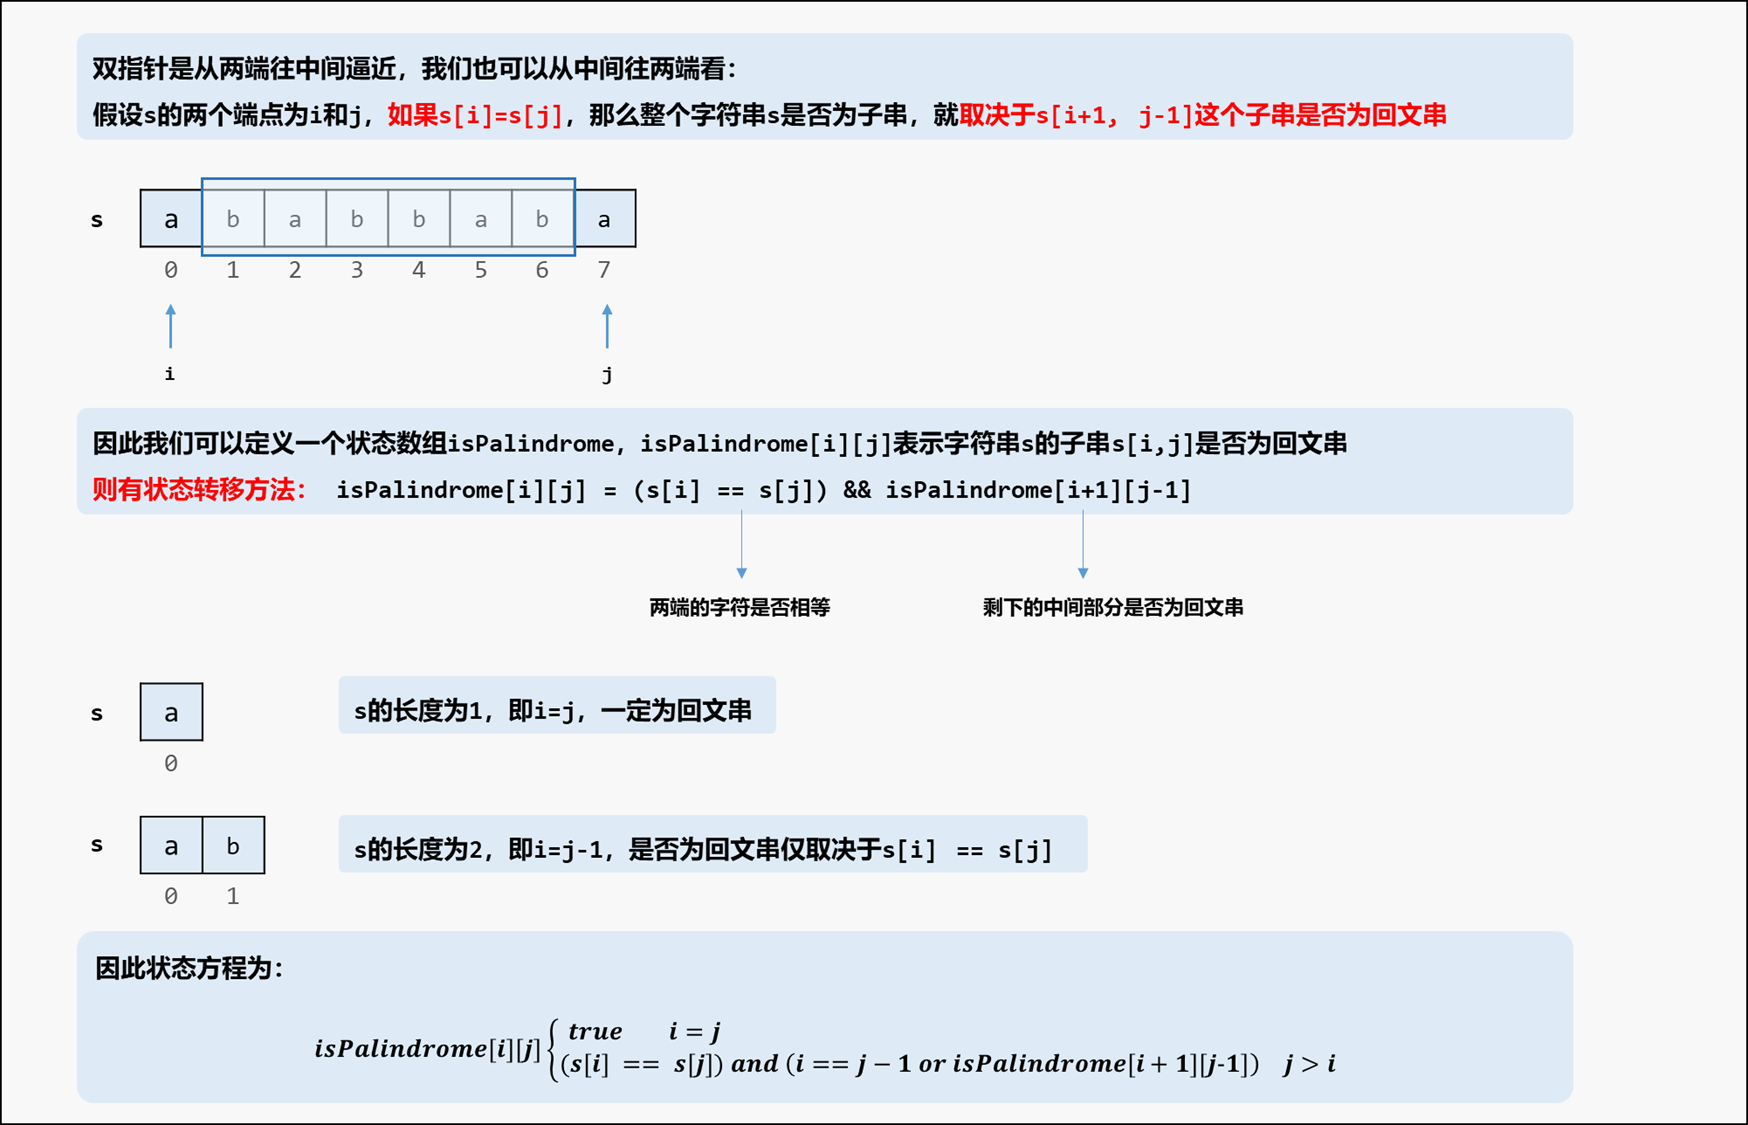 双指针是从两端往中间逼近，我们也可以从中间往两端看：
假设s的两个端点为i和j，如果s[i]=s[j]，那么整个字符串s是否为子串，就取决于s[i+1, j-1]这个子串是否为回文串
s a b a b b a b a
0 1 2 3 4 5 6 7
i j
因此我们可以定义一个状态数组isPalindrome，isPalindrome[i][j]表示字符串s的子串s[i,j]是否为回文串
则有状态转移方法： isPalindrome[i][j] = (s[i] == s[j]) && isPalindrome[i+1][j-1]
两端的字符是否相等 剩下的中间部分是否为回文串
s a s的长度为1，即i=j，一定为回文串
0
s a b s的长度为2，即i=j-1，是否为回文串仅取决于s[i] == s[j]
0 1
因此状态方程为：
isPalindrome[i][j] { true i = j
(s[i] == s[j]) and (i == j − 1 or isPalindrome[i + 1][j-1]) j > i